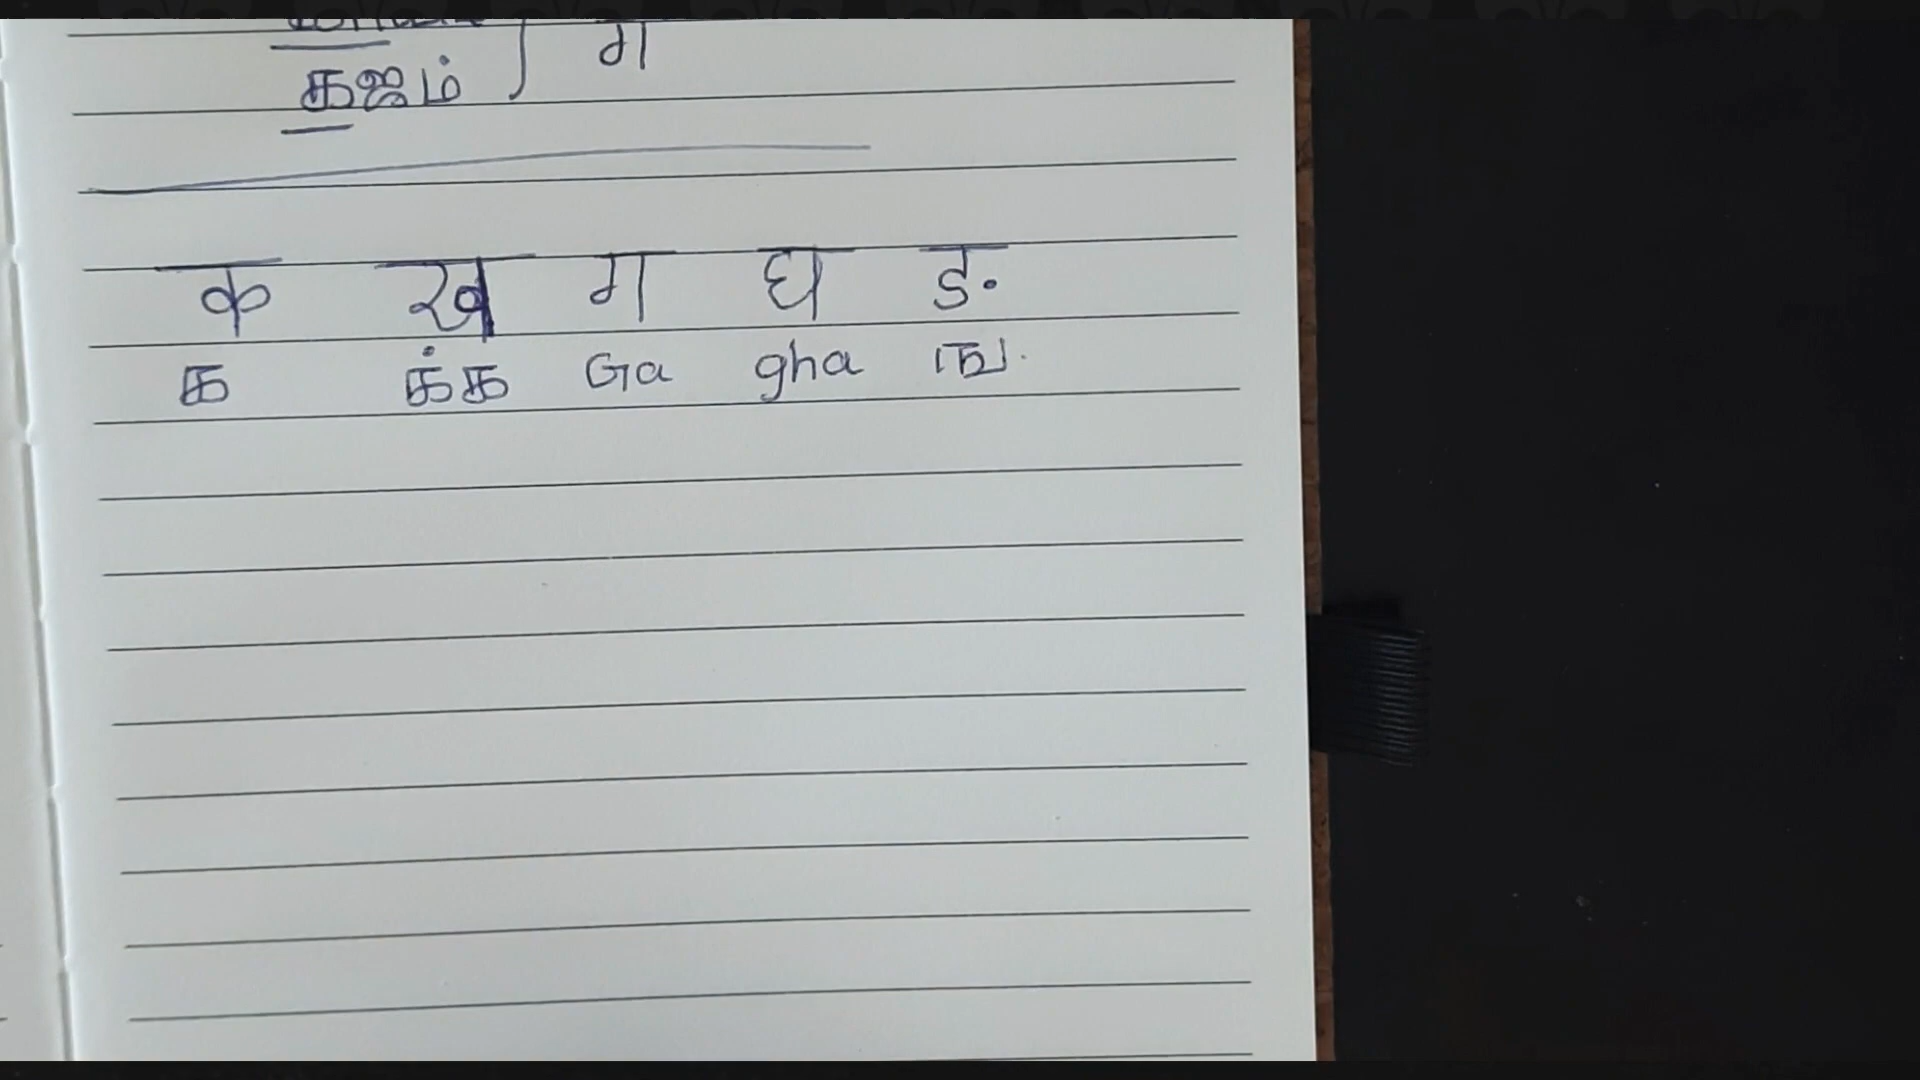 கஜம் } ग
क ख ग घ ङ
க க்க Ga gha ங.